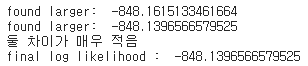 found larger:  -848.1615133461664
found larger:  -848.1396566579525
둘 차이가 매우 적음
final log likelihood :  -848.1396566579525